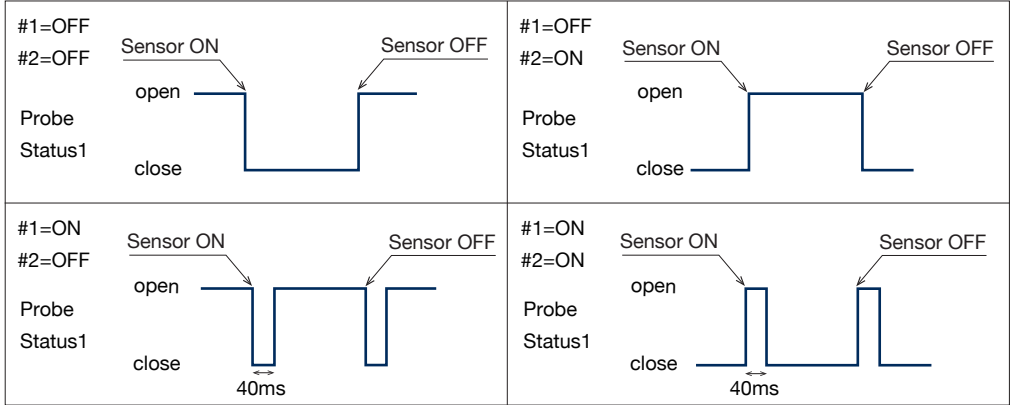 #1=OFF
#2=OFF
Sensor ON
Sensor OFF
open
Probe
Status1
close
#1=OFF
#2=ON
Sensor ON
Sensor OFF
open
Probe
Status1
close
#1=ON
#2=OFF
Sensor ON
Sensor OFF
open
Probe
Status1
close
40ms
#1=ON
#2=ON
Sensor ON
Sensor OFF
open
Probe
Status1
close
40ms